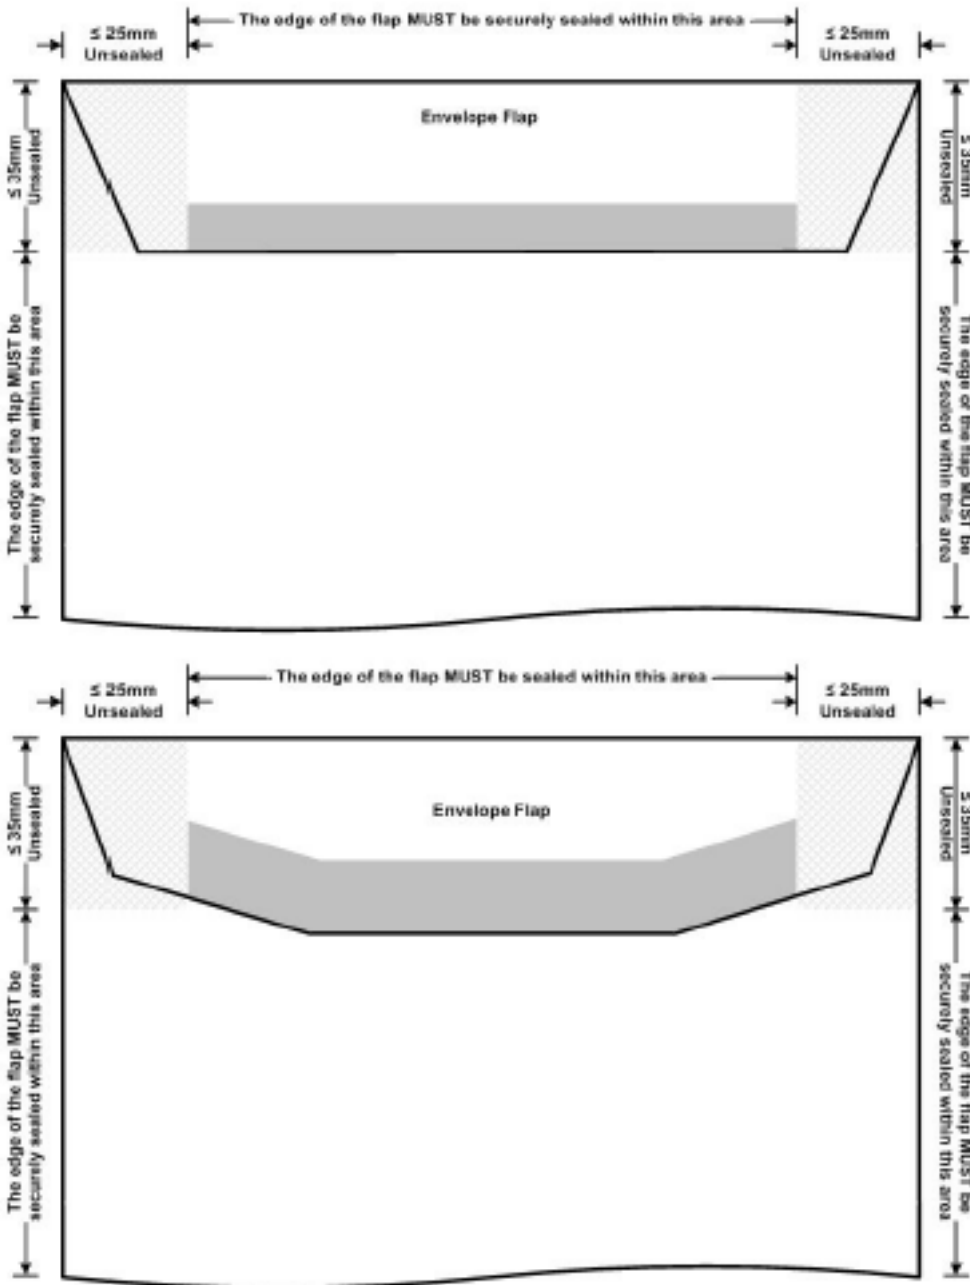 The edge of the flap MUST be securely sealed within this area
≤ 25mm
Unsealed
≤ 25mm
Unsealed
Envelope Flap
≤ 35mm
Unsealed
≤ 35mm
Unsealed
The edge of the flap MUST be
securely sealed within this area
The edge of the flap MUST be
securely sealed within this area
The edge of the flap MUST be sealed within this area
≤ 25mm
Unsealed
≤ 25mm
Unsealed
Envelope Flap
≤ 35mm
Unsealed
≤ 35mm
Unsealed
The edge of the flap MUST be
securely sealed within this area
The edge of the flap MUST be
securely sealed within this area